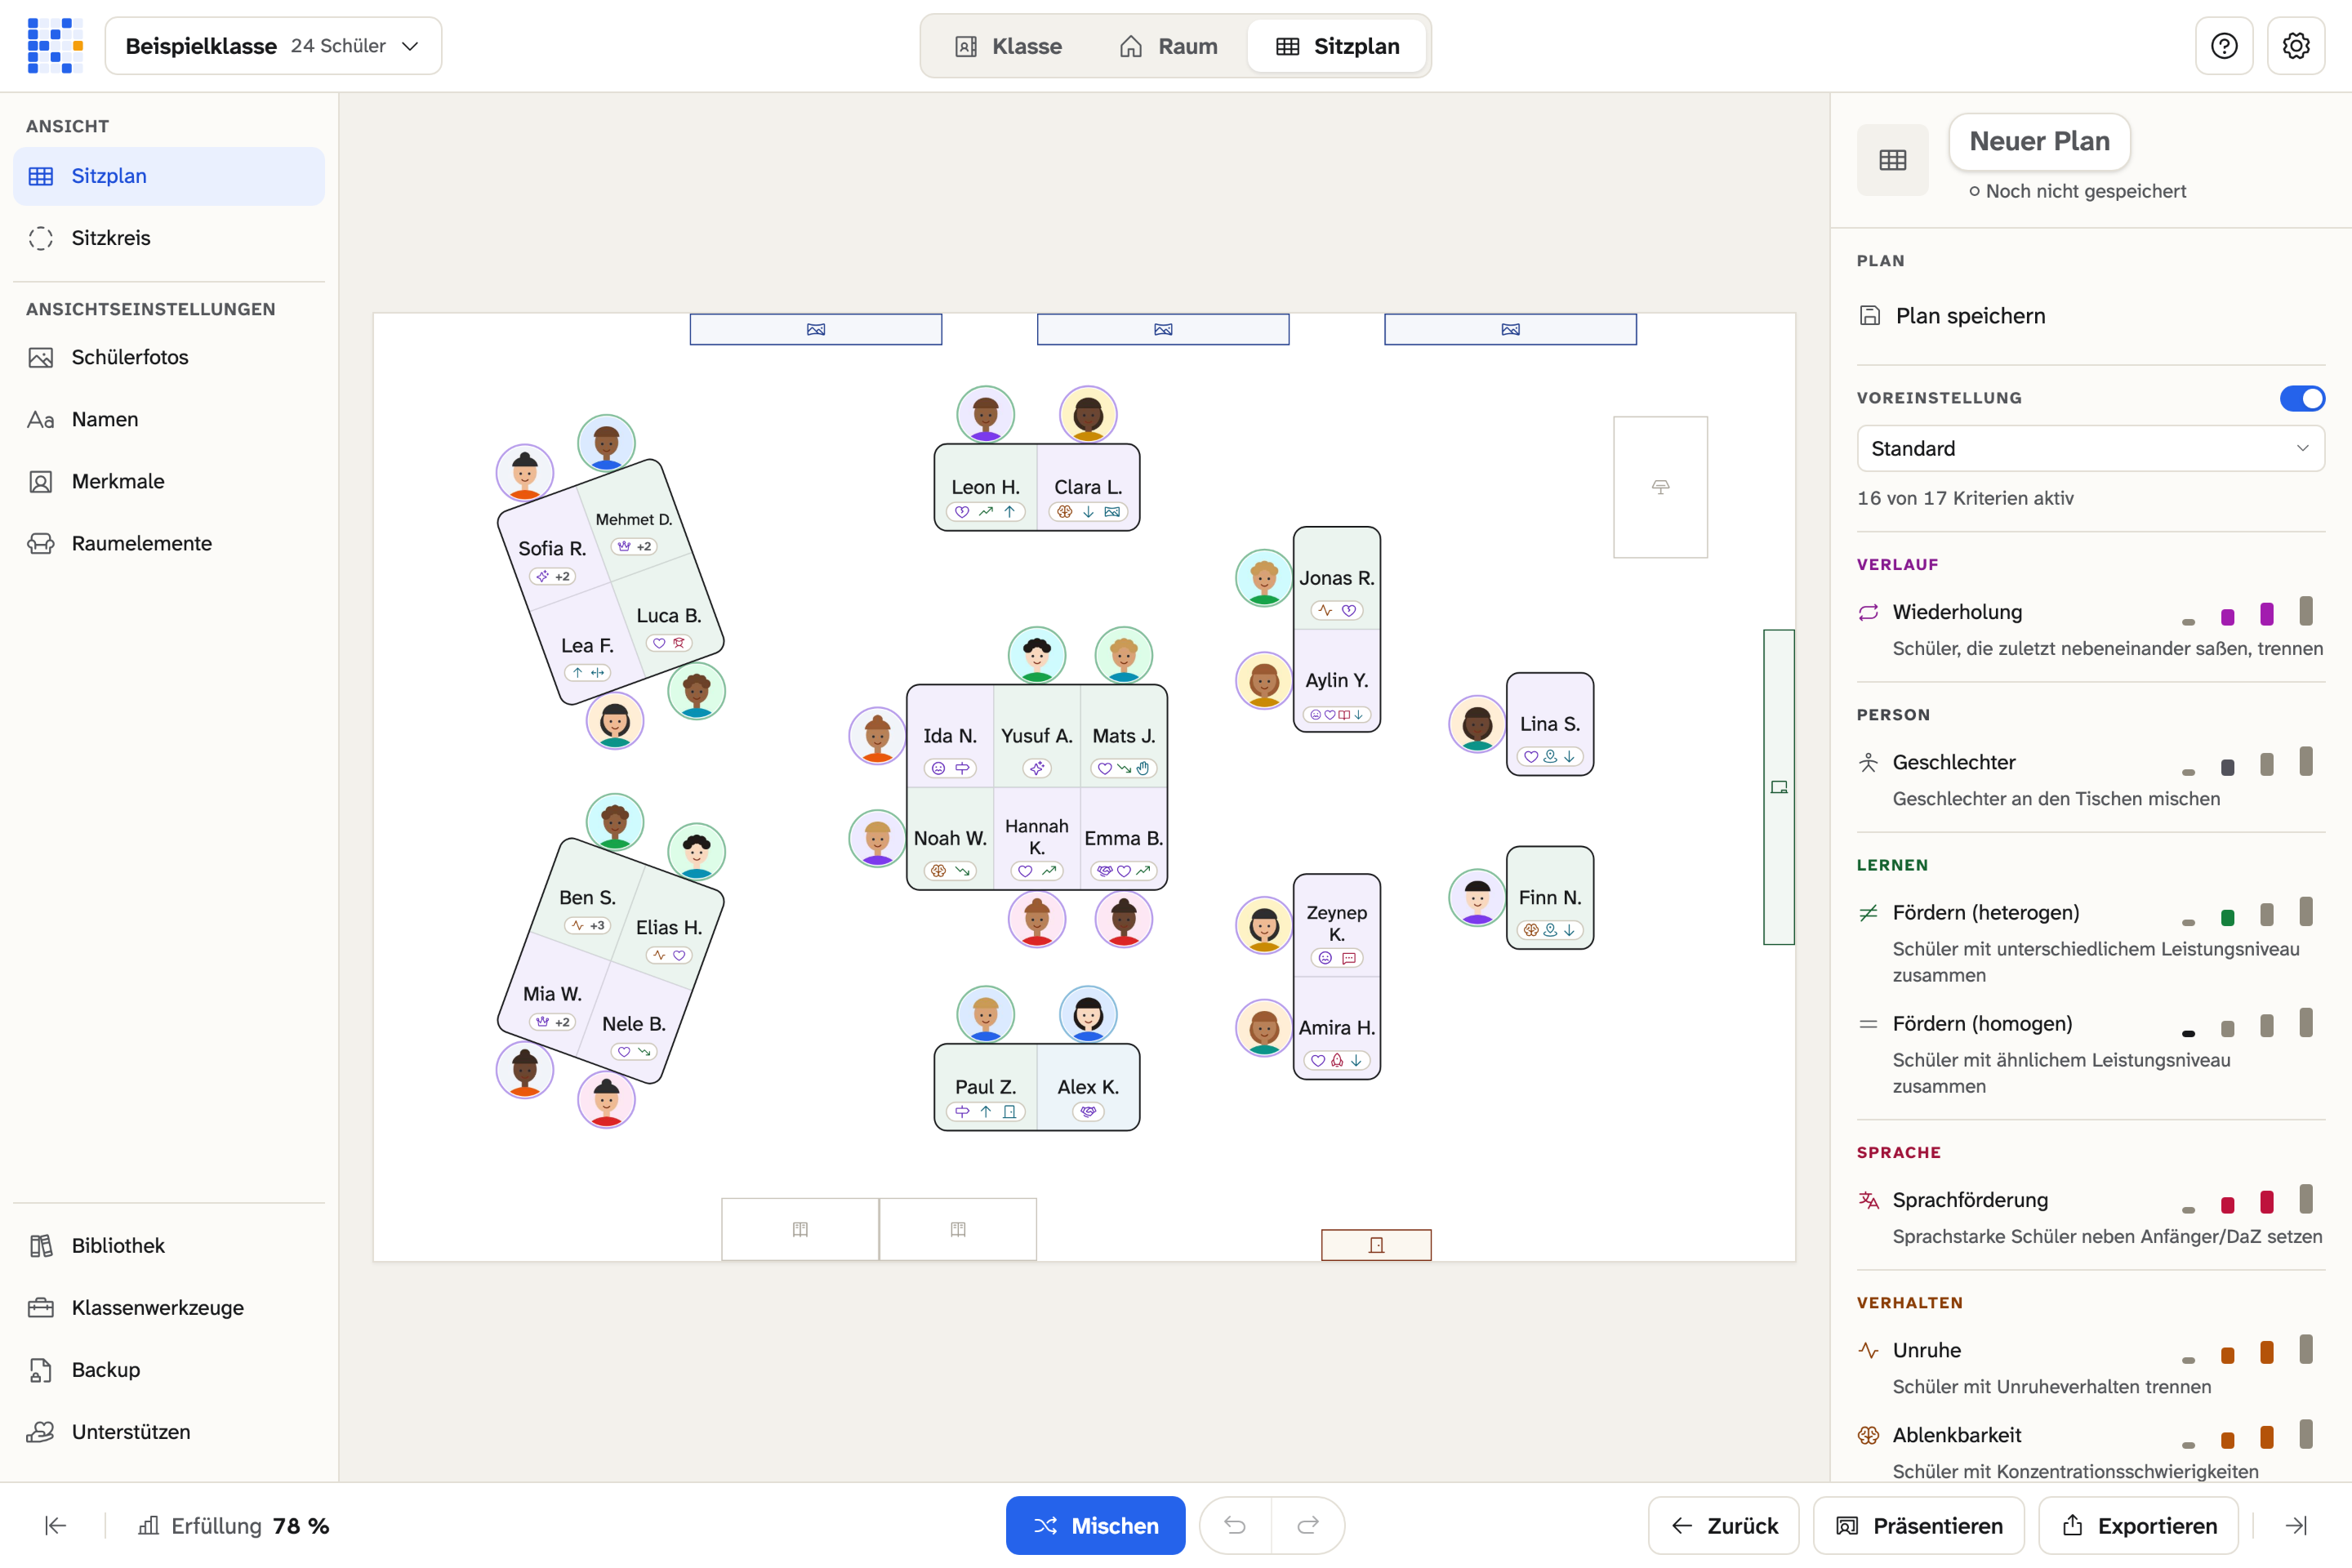 Beispielklasse 24 Schüler
Klasse
Raum
Sitzplan
ANSICHT
Sitzplan
Sitzkreis
ANSICHTSEINSTELLUNGEN
Schülerfotos
Namen
Merkmale
Raumelemente
Bibliothek
Klassenwerkzeuge
Backup
Unterstützen
Leon H.
Clara L.
Mehmet D.
+2
Sofia R.
+2
Luca B.
Lea F.
Jonas R.
Aylin Y.
Ida N.
Yusuf A.
Mats J.
Lina S.
Noah W.
Hannah
K.
Emma B.
Ben S.
+3
Elias H.
Finn N.
Zeynep
K.
Mia W.
+2
Nele B.
Amira H.
Paul Z.
Alex K.
Neuer Plan
Noch nicht gespeichert
PLAN
Plan speichern
VOREINSTELLUNG
Standard
16 von 17 Kriterien aktiv
VERLAUF
Wiederholung
Schüler, die zuletzt nebeneinander saßen, trennen
PERSON
Geschlechter
Geschlechter an den Tischen mischen
LERNEN
Fördern (heterogen)
Schüler mit unterschiedlichem Leistungsniveau
zusammen
Fördern (homogen)
Schüler mit ähnlichem Leistungsniveau
zusammen
SPRACHE
Sprachförderung
Sprachstarke Schüler neben Anfänger/DaZ setzen
VERHALTEN
Unruhe
Schüler mit Unruheverhalten trennen
Ablenkbarkeit
Schüler mit Konzentrationsschwierigkeiten
Erfüllung 78 %
Mischen
Zurück
Präsentieren
Exportieren